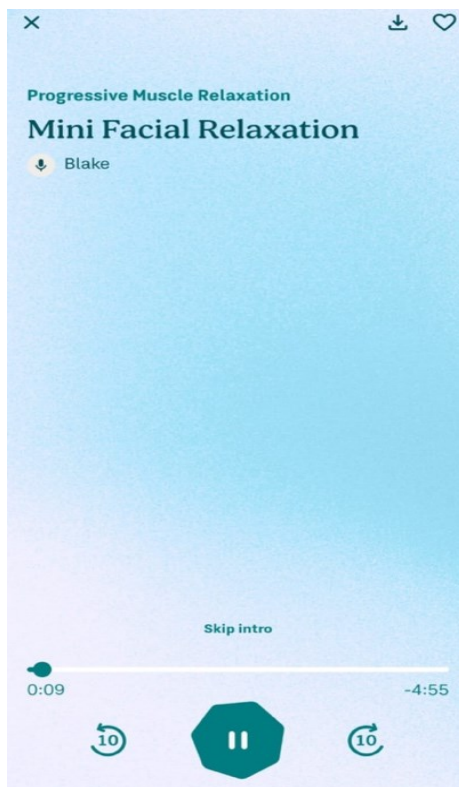 Progressive Muscle Relaxation
Mini Facial Relaxation
Blake
Skip intro
0:09
-4:55
10
10